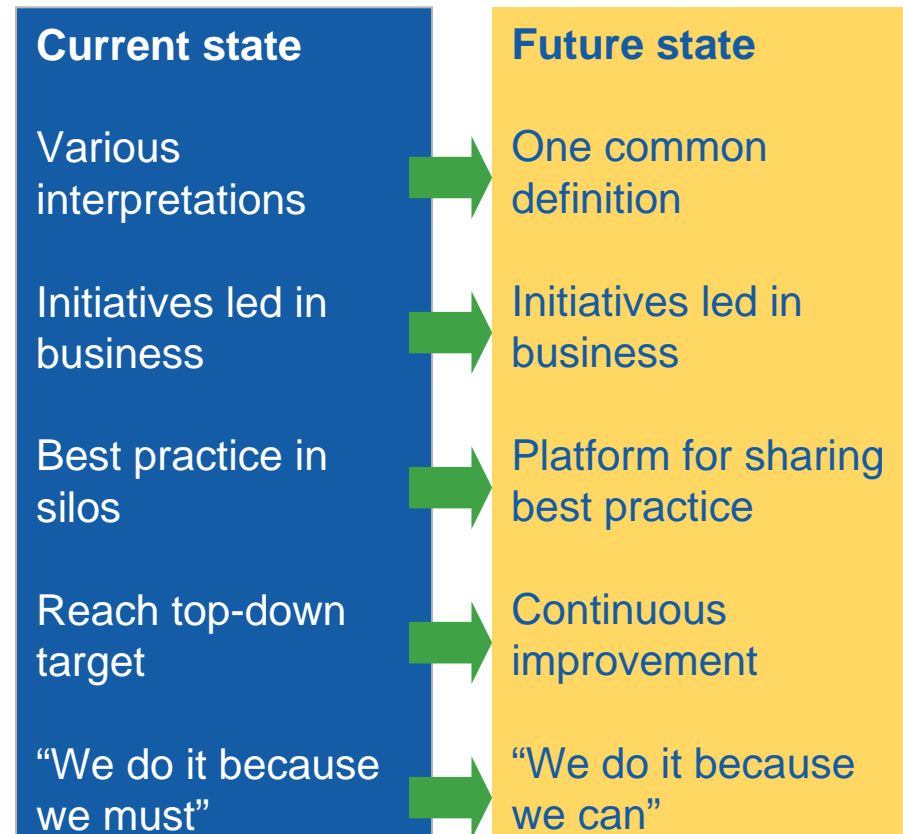 Current state
Various
interpretations
Initiatives led in
business
Best practice in
silos
Reach top-down
target
“We do it because
we must”
Future state
One common
definition
Initiatives led in
business
Platform for sharing
best practice
Continuous
improvement
“We do it because
we can”